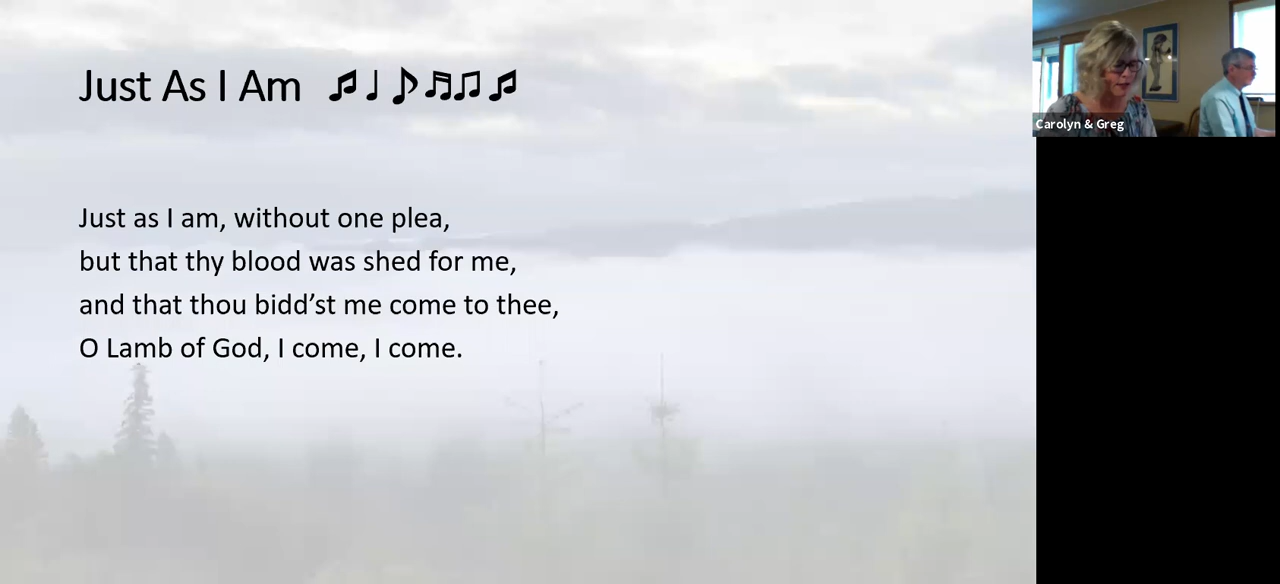 Just As I Am ♫ ♩ ♪ ♬ ♫ ♫
Just as I am, without one plea,
but that thy blood was shed for me,
and that thou bidd’st me come to thee,
O Lamb of God, I come, I come.
Carolyn & Greg